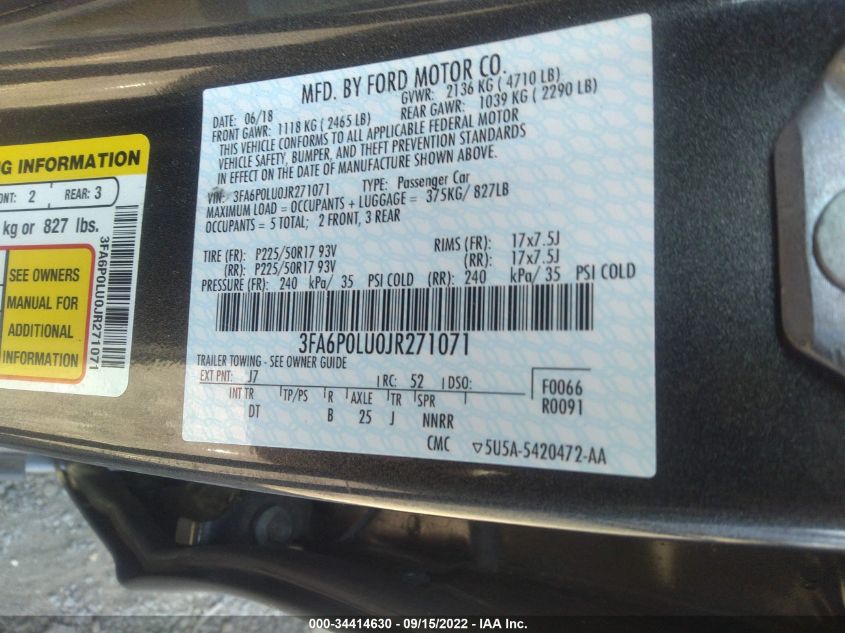 NG INFORMATION
ONT: 2 REAR: 3
kg or 827 lbs.
SEE OWNERS
MANUAL FOR
ADDITIONAL
INFORMATION
3FA6P0LU0JR271071
MFD. BY FORD MOTOR CO.
DATE: 06/18 GVWR: 2136 KG ( 4710 LB)
FRONT GAWR: 1118 KG ( 2465 LB) REAR GAWR: 1039 KG ( 2290 LB)
THIS VEHICLE CONFORMS TO ALL APPLICABLE FEDERAL MOTOR
VEHICLE SAFETY, BUMPER, AND THEFT PREVENTION STANDARDS
IN EFFECT ON THE DATE OF MANUFACTURE SHOWN ABOVE.
VIN: 3FA6P0LU0JR271071 TYPE: Passenger Car
MAXIMUM LOAD = OCCUPANTS + LUGGAGE = 375KG/ 827LB
OCCUPANTS = 5 TOTAL; 2 FRONT, 3 REAR
TIRE (FR): P225/50R17 93V RIMS (FR): 17x7.5J
(RR): P225/50R17 93V (RR): 17x7.5J
PRESSURE (FR): 240 kPa/ 35 PSI COLD (RR): 240 kPa/ 35 PSI COLD
3FA6P0LU0JR271071
TRAILER TOWING - SEE OWNER GUIDE
EXT PNT: J7 RC: 52 DSO: F0066
INT TR TP/PS R AXLE TR SPR R0091
DT B 25 J NNRR
CMC ▽5U5A-5420472-AA
000-34414630 - 09/15/2022 - IAA Inc.